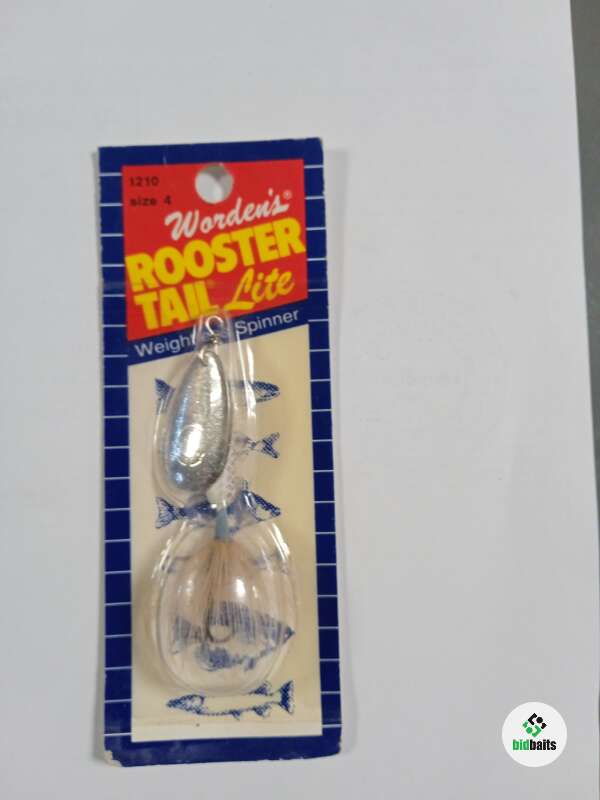 1210
size 4
Worden's®
ROOSTER
TAIL Lite
Spinner
bidbaits